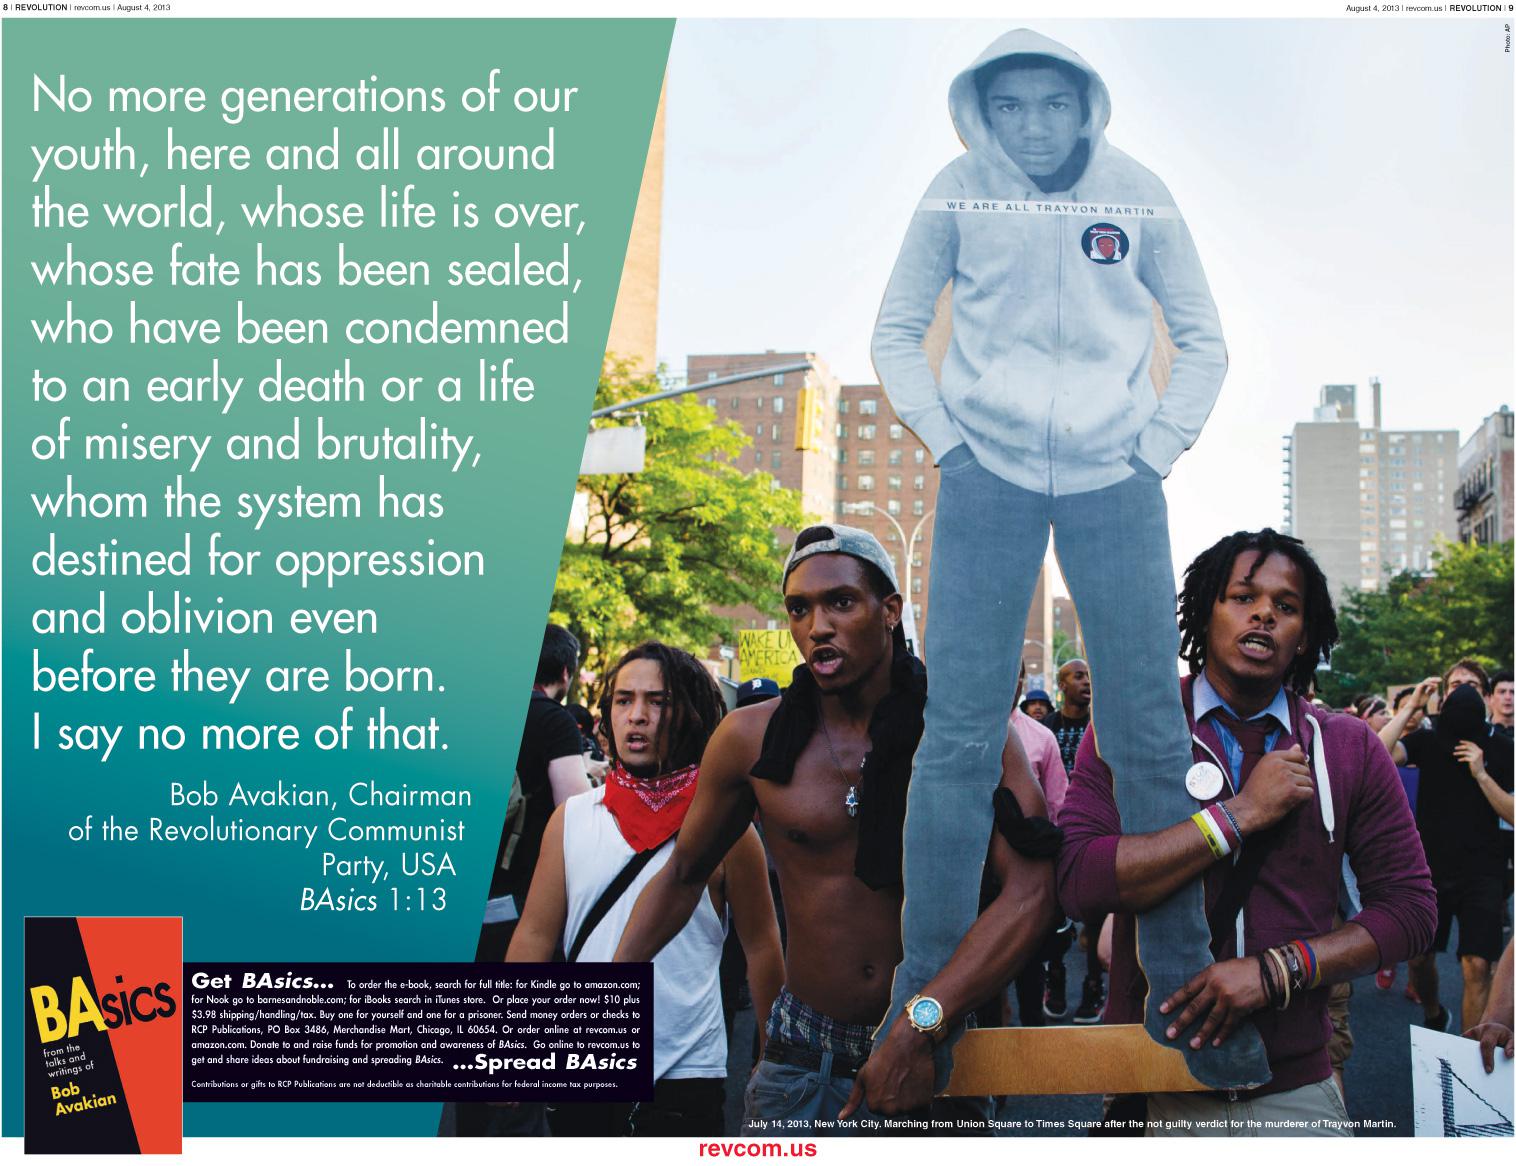 8 | REVOLUTION | revcom.us | August 4, 2013
August 4, 2013 | revcom.us | REVOLUTION | 9
Photo: AP
No more generations of our
youth, here and all around
the world, whose life is over,
whose fate has been sealed,
who have been condemned
to an early death or a life
of misery and brutality,
whom the system has
destined for oppression
and oblivion even
before they are born.
I say no more of that.
Bob Avakian, Chairman
of the Revolutionary Communist
Party, USA
BAsics 1:13
BAsics
from the
talks and
writings of
Bob
Avakian
Get BAsics... To order the e-book, search for full title: for Kindle go to amazon.com;
for Nook go to barnesandnoble.com; for iBooks search in iTunes store. Or place your order now! $10 plus
$3.98 shipping/handling/tax. Buy one for yourself and one for a prisoner. Send money orders or checks to
RCP Publications, PO Box 3486, Merchandise Mart, Chicago, IL 60654. Or order online at revcom.us or
amazon.com. Donate to and raise funds for promotion and awareness of BAsics. Go online to revcom.us to
get and share ideas about fundraising and spreading BAsics. ...Spread BAsics
Contributions or gifts to RCP Publications are not deductible as charitable contributions for federal income tax purposes.
WE ARE ALL TRAYVON MARTIN
WAKE UP
AMERICA
July 14, 2013, New York City. Marching from Union Square to Times Square after the not guilty verdict for the murderer of Trayvon Martin.
revcom.us